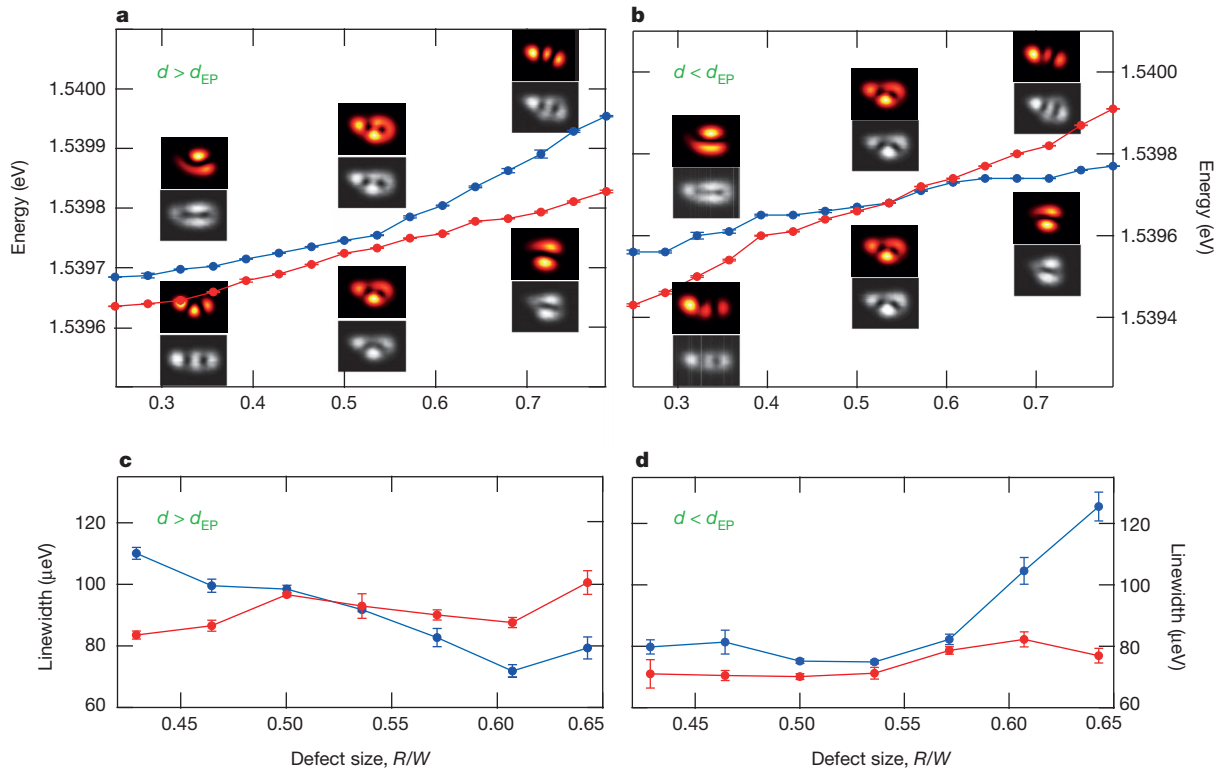 a
b
d > dEP
d < dEP
Energy (eV)
1.5400
1.5399
1.5398
1.5397
1.5396
0.3 0.4 0.5 0.6 0.7
0.3 0.4 0.5 0.6 0.7
1.5400
1.5398
1.5396
1.5394
Energy (eV)
c
d
d > dEP
d < dEP
Linewidth (μeV)
120
100
80
60
0.45 0.50 0.55 0.60 0.65
0.45 0.50 0.55 0.60 0.65
120
100
80
60
Linewidth (μeV)
Defect size, R/W
Defect size, R/W